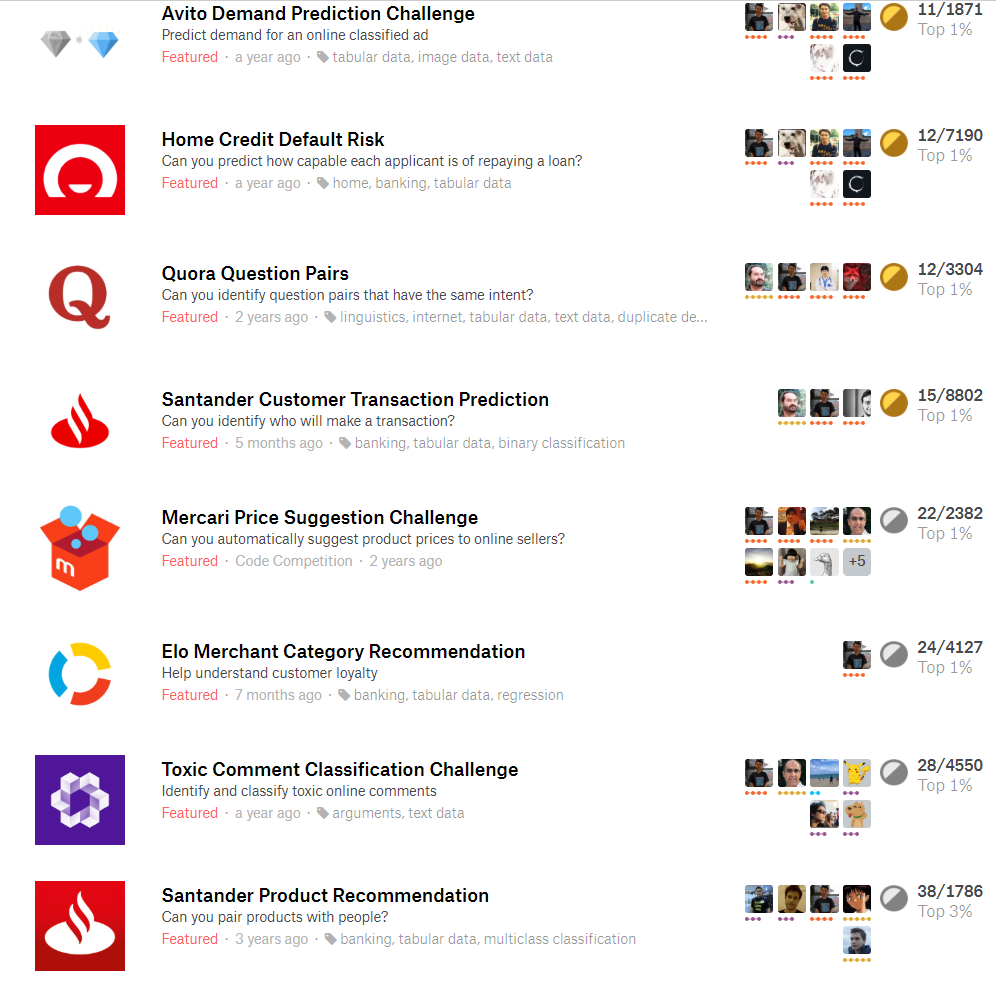 Avito Demand Prediction Challenge
Predict demand for an online classified ad
Featured · a year ago · tabular data, image data, text data
11/1871
Top 1%
Home Credit Default Risk
Can you predict how capable each applicant is of repaying a loan?
Featured · a year ago · home, banking, tabular data
12/7190
Top 1%
Q
Quora Question Pairs
Can you identify question pairs that have the same intent?
Featured · 2 years ago · linguistics, internet, tabular data, text data, duplicate de...
12/3304
Top 1%
Santander Customer Transaction Prediction
Can you identify who will make a transaction?
Featured · 5 months ago · banking, tabular data, binary classification
15/8802
Top 1%
m
Mercari Price Suggestion Challenge
Can you automatically suggest product prices to online sellers?
Featured · Code Competition · 2 years ago
+5
22/2382
Top 1%
Elo Merchant Category Recommendation
Help understand customer loyalty
Featured · 7 months ago · banking, tabular data, regression
24/4127
Top 1%
Toxic Comment Classification Challenge
Identify and classify toxic online comments
Featured · a year ago · arguments, text data
28/4550
Top 1%
Santander Product Recommendation
Can you pair products with people?
Featured · 3 years ago · banking, tabular data, multiclass classification
38/1786
Top 3%